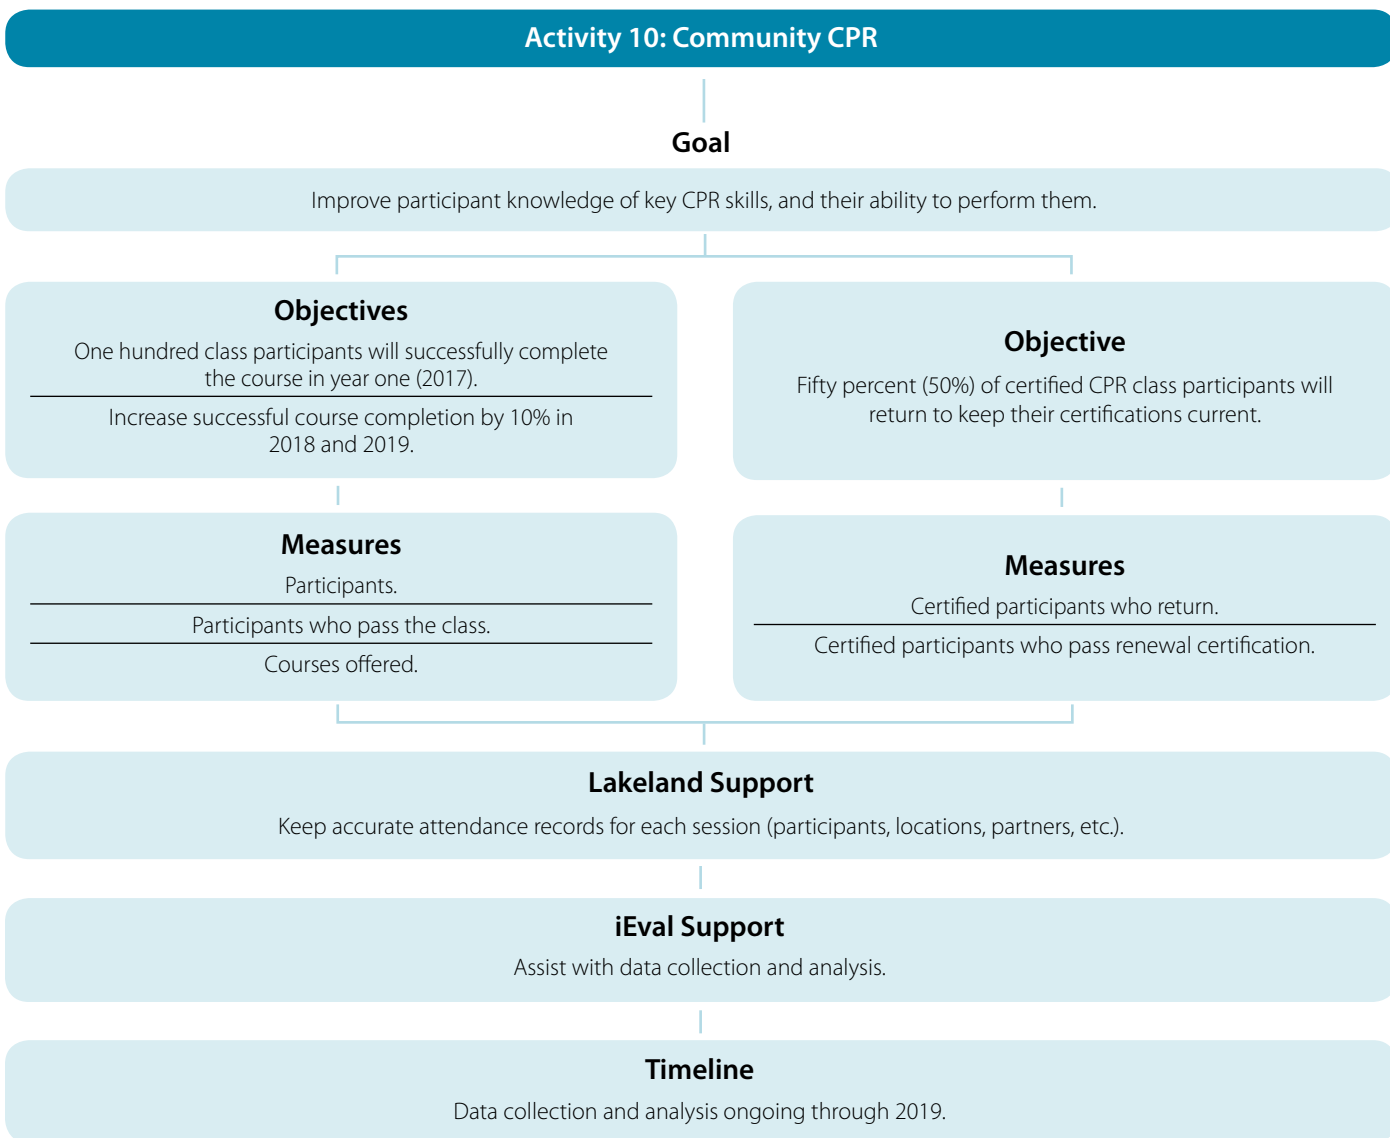 Activity 10: Community CPR
Goal
Improve participant knowledge of key CPR skills, and their ability to perform them.
Objectives
One hundred class participants will successfully complete
the course in year one (2017).
Increase successful course completion by 10% in
2018 and 2019.
Objective
Fifty percent (50%) of certified CPR class participants will
return to keep their certifications current.
Measures
Participants.
Participants who pass the class.
Courses offered.
Measures
Certified participants who return.
Certified participants who pass renewal certification.
Lakeland Support
Keep accurate attendance records for each session (participants, locations, partners, etc.).
iEval Support
Assist with data collection and analysis.
Timeline
Data collection and analysis ongoing through 2019.